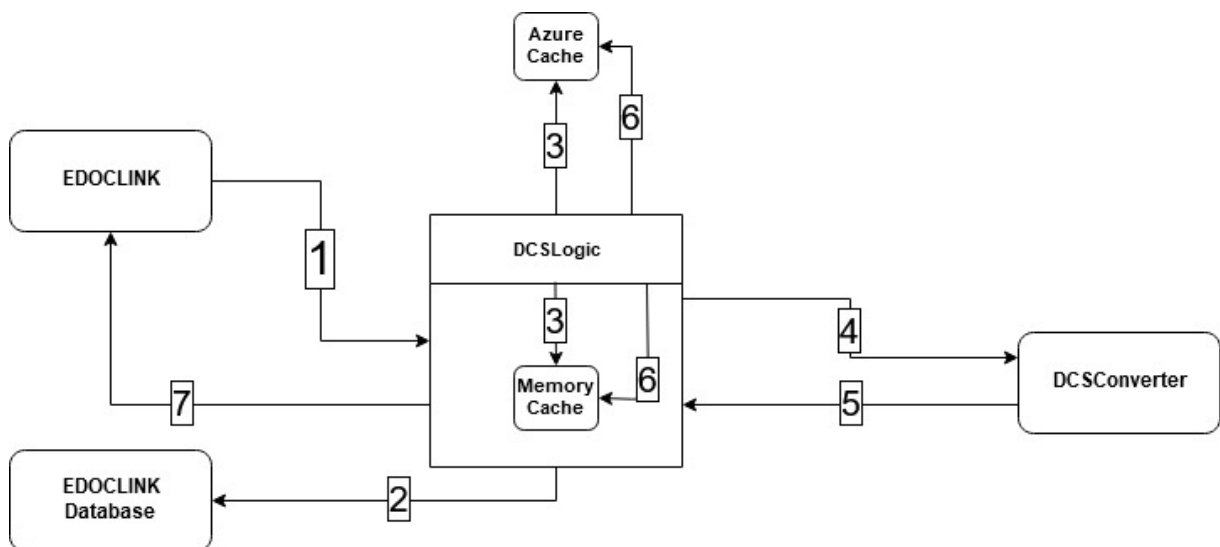 Azure
Cache
6
3
EDOCLINK
1
DCSLogic
3
4
6
Memory
Cache
DCSConverter
7
5
EDOCLINK
Database
2